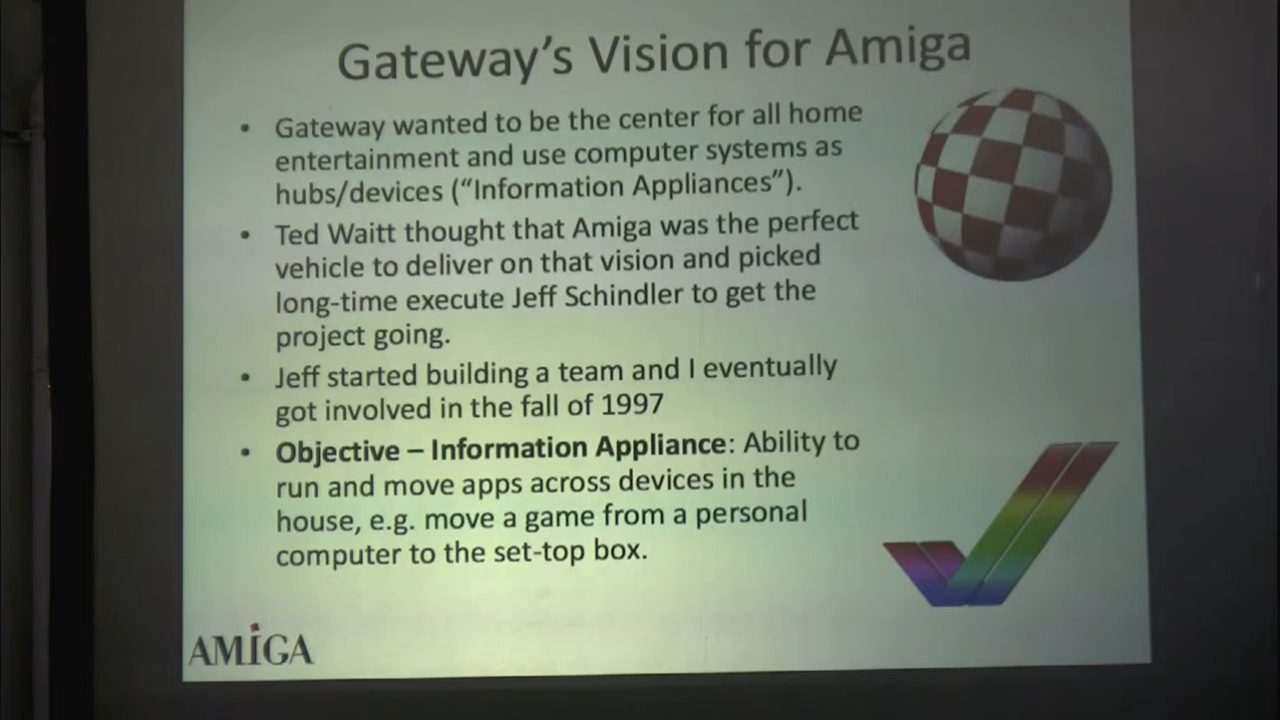 Gateway's Vision for Amiga
• Gateway wanted to be the center for all home
entertainment and use computer systems as
hubs/devices (“Information Appliances”).
• Ted Waitt thought that Amiga was the perfect
vehicle to deliver on that vision and picked
long-time execute Jeff Schindler to get the
project going.
• Jeff started building a team and I eventually
got involved in the fall of 1997
• Objective – Information Appliance: Ability to
run and move apps across devices in the
house, e.g. move a game from a personal
computer to the set-top box.
AMiGA